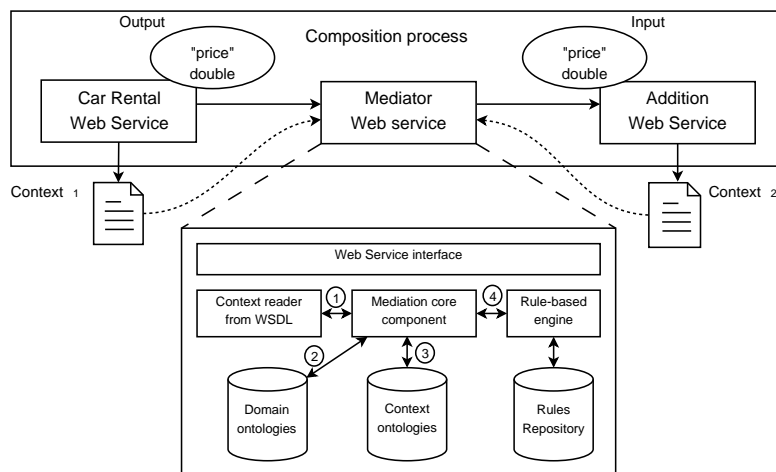 Output
Input
Composition process
"price"
double
"price"
double
Car Rental
Web Service
Mediator
Web service
Addition
Web Service
Context 1
Context 2
Web Service interface
Context reader
from WSDL
1
Mediation core
component
4
Rule-based
engine
2
3
Domain
ontologies
Context
ontologies
Rules
Repository